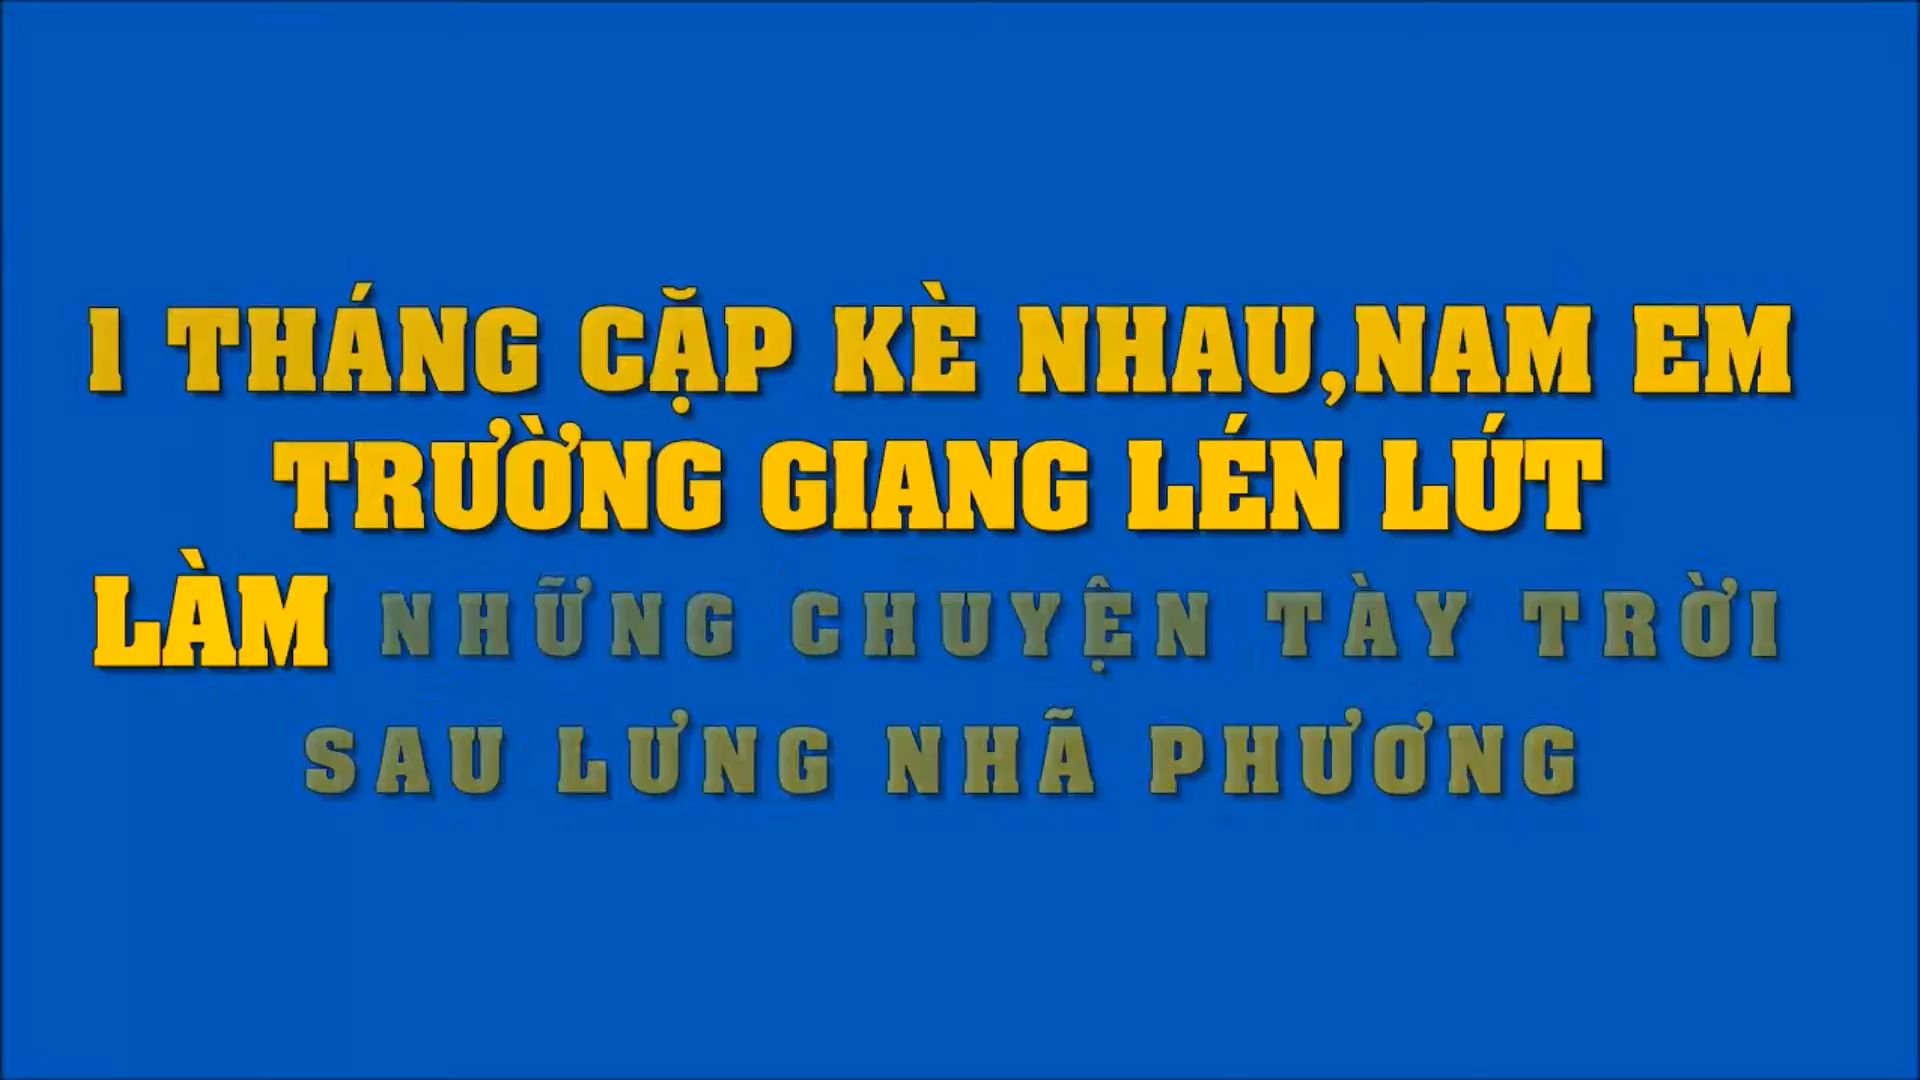 1 THÁNG CẶP KÈ NHAU,NAM EM
TRƯỜNG GIANG LÉN LÚT
LÀM NHỮNG CHUYỆN TÀY TRỜI
SAU LƯNG NHÃ PHƯƠNG